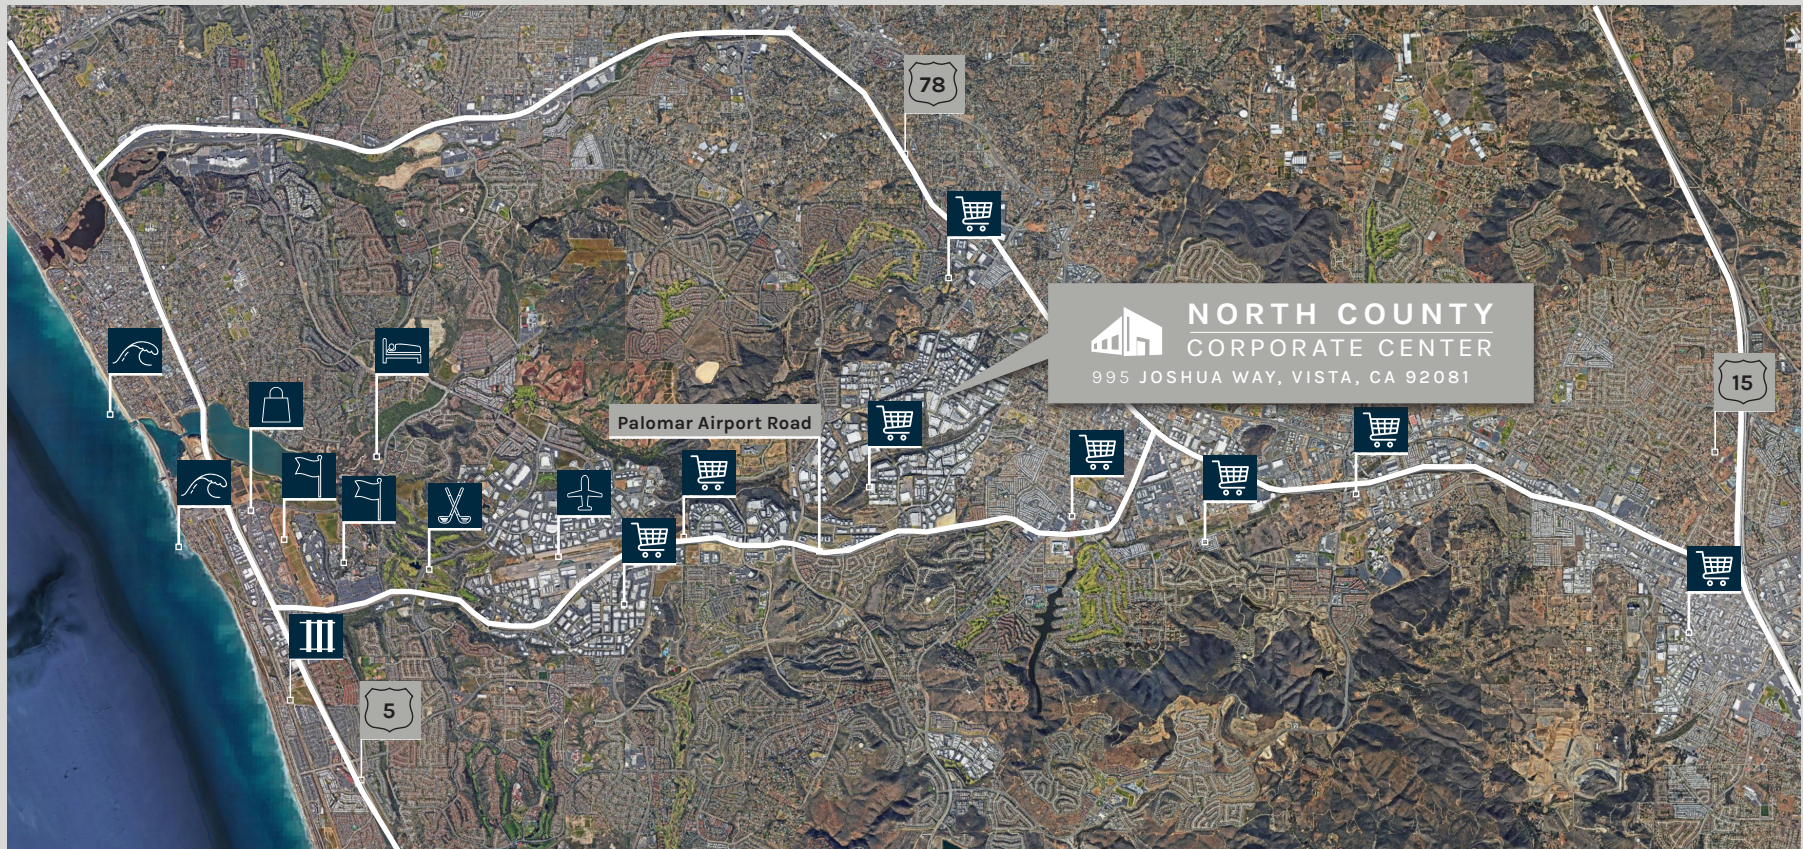 78
NORTH COUNTY
CORPORATE CENTER
995 JOSHUA WAY, VISTA, CA 92081
15
Palomar Airport Road
5